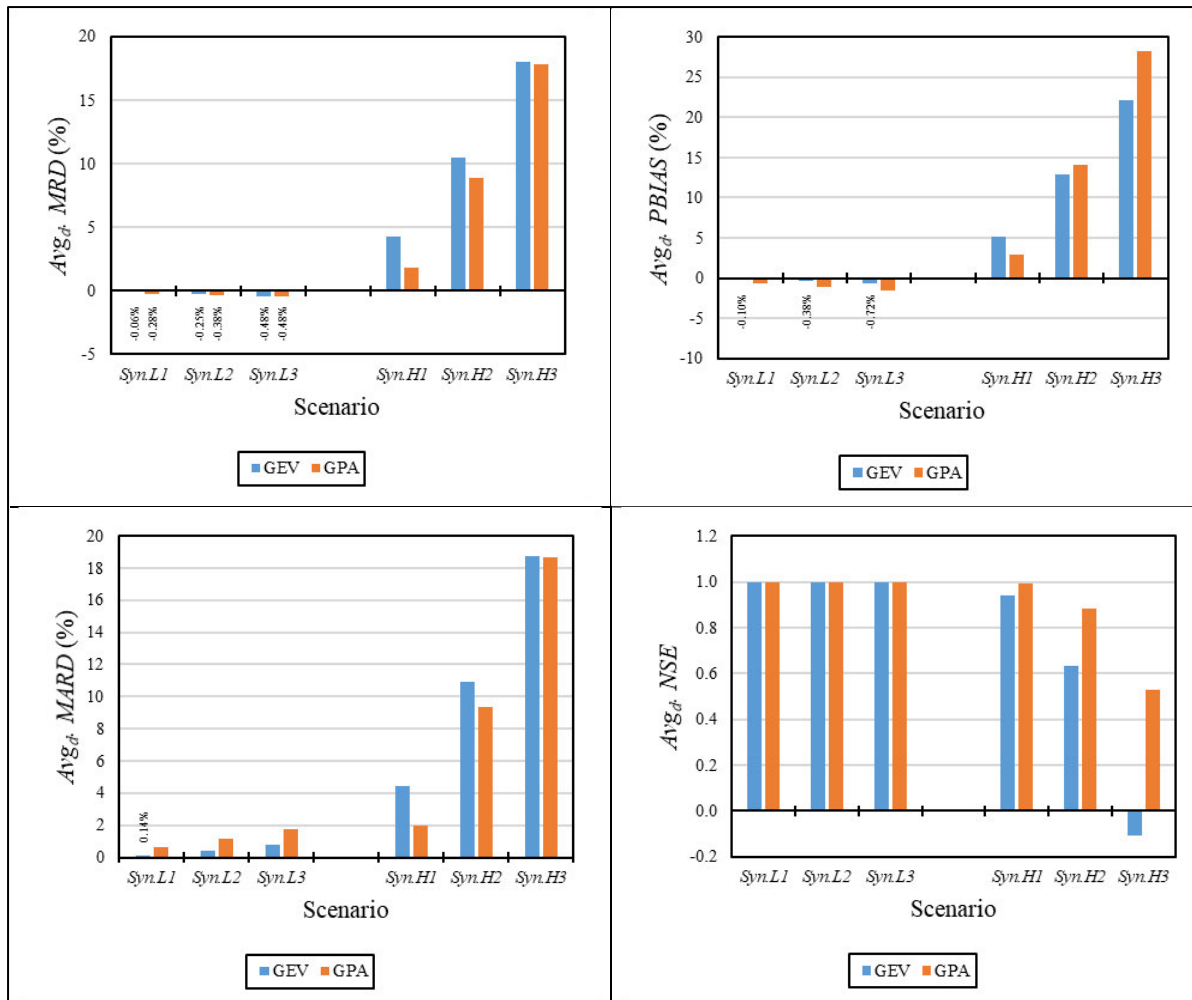 Avg_d. MRD (%)
20
15
10
5
0
-5
-0.06%
-0.28%
-0.25%
-0.38%
-0.48%
-0.48%
Syn.L1 Syn.L2 Syn.L3 Syn.H1 Syn.H2 Syn.H3
Scenario
GEV GPA
Avg_d. PBIAS (%)
30
25
20
15
10
5
0
-5
-10
-0.10%
-0.38%
-0.72%
Syn.L1 Syn.L2 Syn.L3 Syn.H1 Syn.H2 Syn.H3
Scenario
GEV GPA
Avg_d. MARD (%)
20
18
16
14
12
10
8
6
4
2
0
0.14%
Syn.L1 Syn.L2 Syn.L3 Syn.H1 Syn.H2 Syn.H3
Scenario
GEV GPA
Avg_d. NSE
1.2
1.0
0.8
0.6
0.4
0.2
0.0
-0.2
Syn.L1 Syn.L2 Syn.L3 Syn.H1 Syn.H2 Syn.H3
Scenario
GEV GPA